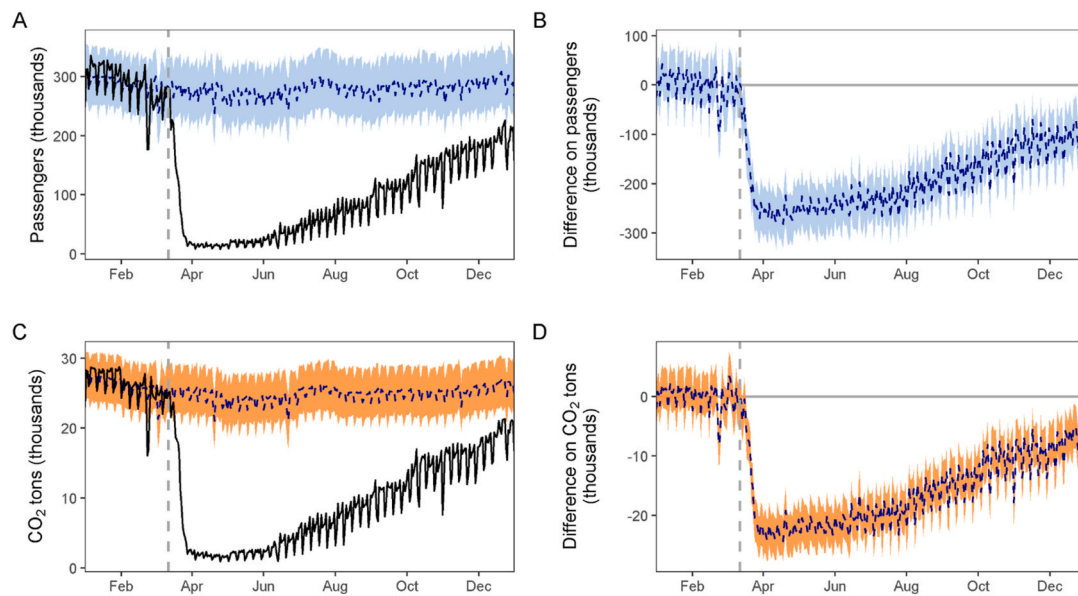 A
Passengers (thousands)
300
200
100
0
Feb Apr Jun Aug Oct Dec
B
Difference on passengers
(thousands)
100
0
-100
-200
-300
Feb Apr Jun Aug Oct Dec
C
CO2 tons (thousands)
30
20
10
0
Feb Apr Jun Aug Oct Dec
D
Difference on CO2 tons
(thousands)
0
-10
-20
Feb Apr Jun Aug Oct Dec